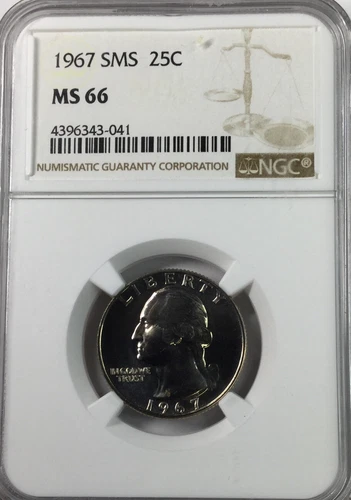 1967 SMS 25C
MS 66
4396343-041
NUMISMATIC GUARANTY CORPORATION
NGC®
LIBERTY
IN GOD WE
TRUST
1967